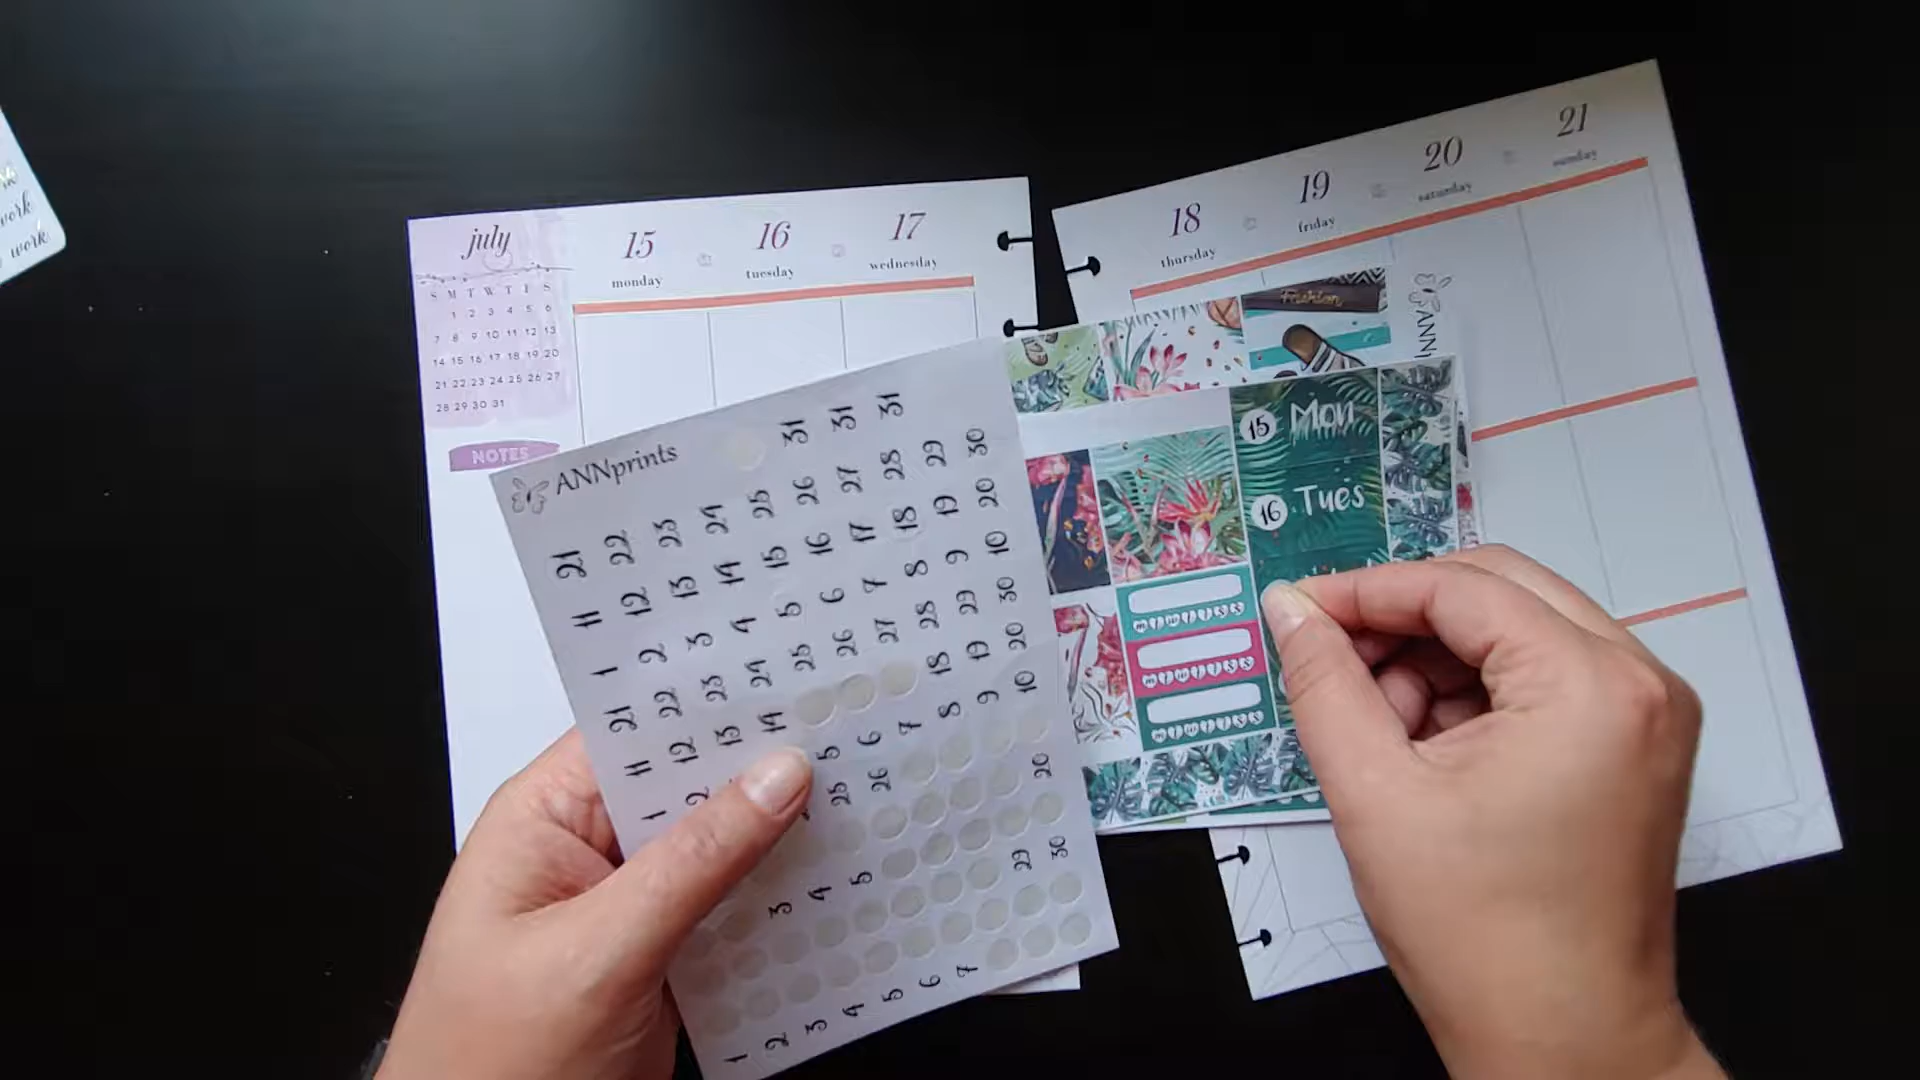 work
work
july
S M T W T F S
1 2 3 4 5 6
7 8 9 10 11 12 13
14 15 16 17 18 19 20
21 22 23 24 25 26 27
28 29 30 31
NOTES
15 16 17
monday tuesday wednesday
18 19 20 21
thursday friday saturday sunday
Fashion
ANN
15 Mon
16 Tues
M T W T F S S
M T W T F S S
M T W T F S S
ANNprints
31 31 31
21 22 23 24 25 26 27 28 29 30
11 12 13 14 15 16 17 18 19 20
1 2 3 4 5 6 7 8 9 10
21 22 23 24 25 26 27 28 29 30
11 12 13 14 18 19 20
1 2 5 6 7 8 9 10
25 26
20
3 4 5
29 30
1 2 3 4 5 6 7